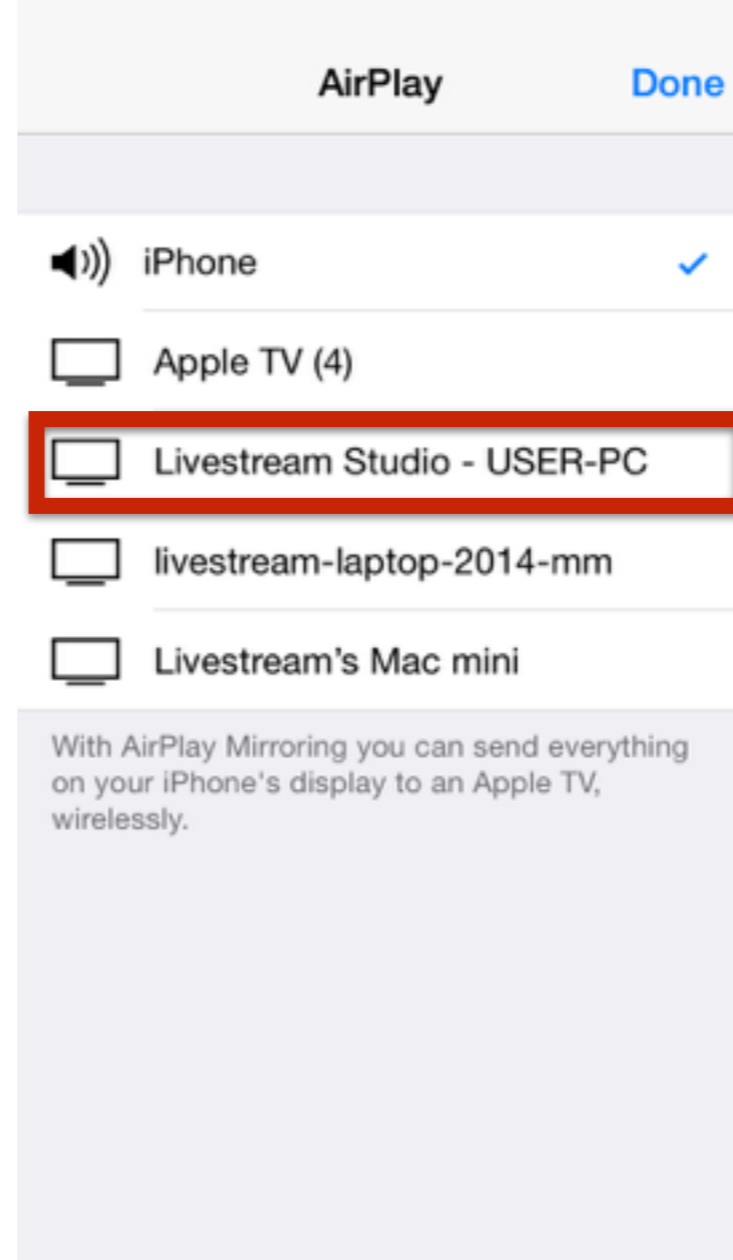 AirPlay Done
iPhone
Apple TV (4)
Livestream Studio - USER-PC
livestream-laptop-2014-mm
Livestream's Mac mini
With AirPlay Mirroring you can send everything
on your iPhone's display to an Apple TV,
wirelessly.